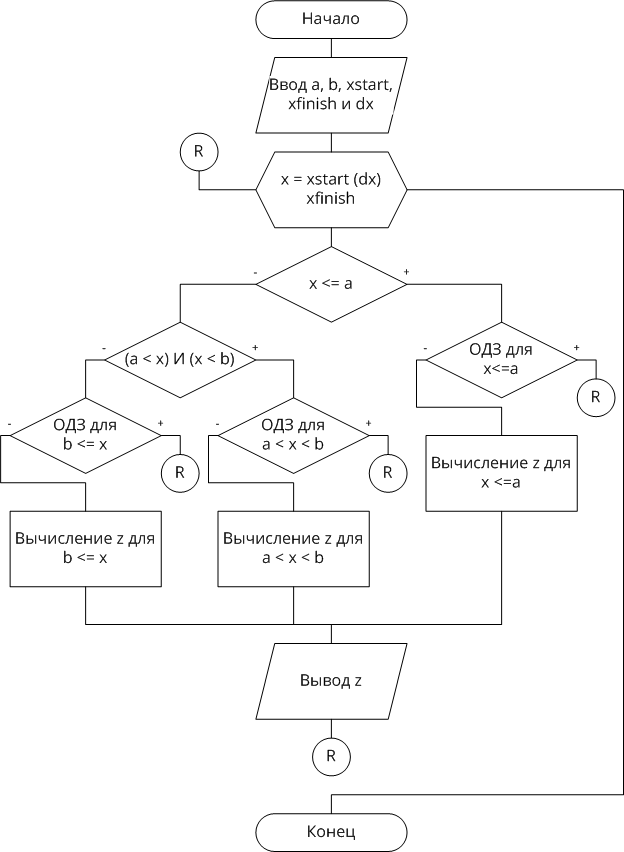 Начало
Ввод a, b, xstart,
xfinish и dx
R
x = xstart (dx)
xfinish
- +
x <= a
- +
(a < x) И (x < b)
- +
ОДЗ для
x<=a
R
- +
ОДЗ для
b <= x
R
- +
ОДЗ для
a < x < b
R
Вычисление z для
x <=a
Вычисление z для
b <= x
Вычисление z для
a < x < b
Вывод z
R
Конец